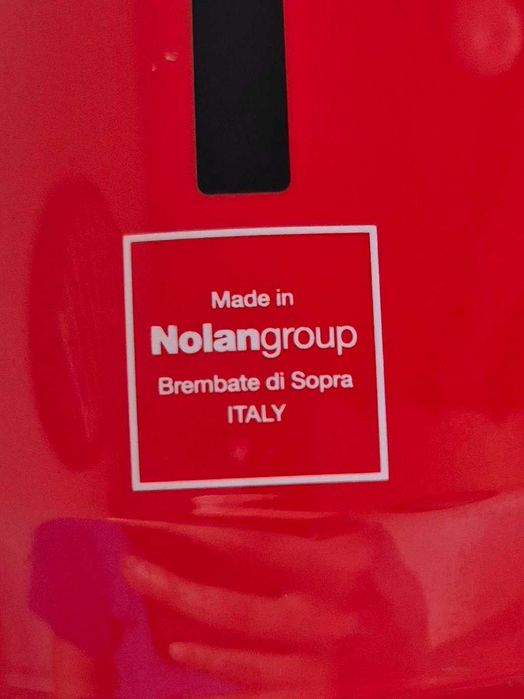 Made in
Nolangroup
Brembate di Sopra
ITALY